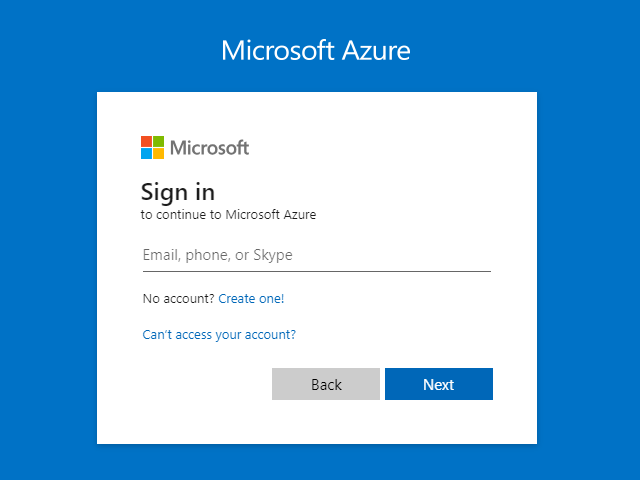 Microsoft Azure
Microsoft
Sign in
to continue to Microsoft Azure
Email, phone, or Skype
No account? Create one!
Can't access your account?
Back
Next